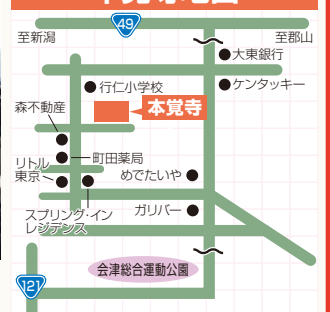 49
至新潟
至郡山
大東銀行
行仁小学校
ケンタッキー
本覚寺
森不動産
町田薬局
リトル
東京
めでたいや
スプリング・イン
レジデンス
ガリバー
会津総合運動公園
121